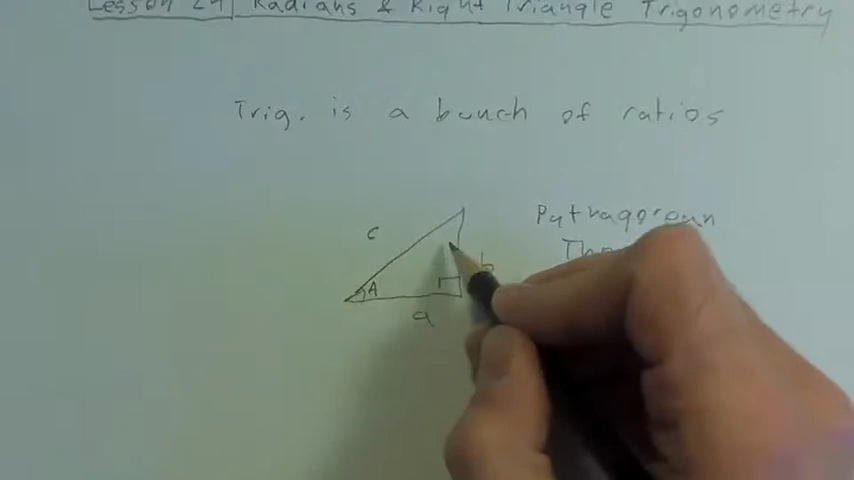 Lesson 24 Radians & Right Triangle Trigonometry
Trig. is a bunch of ratios
Pythagorean
c
b
A
a